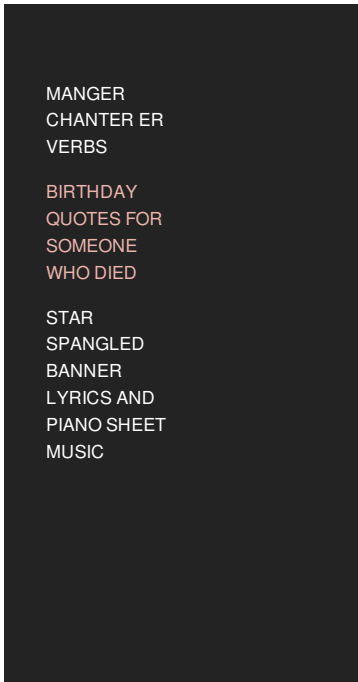 MANGER
CHANTER ER
VERBS
BIRTHDAY
QUOTES FOR
SOMEONE
WHO DIED
STAR
SPANGLED
BANNER
LYRICS AND
PIANO SHEET
MUSIC